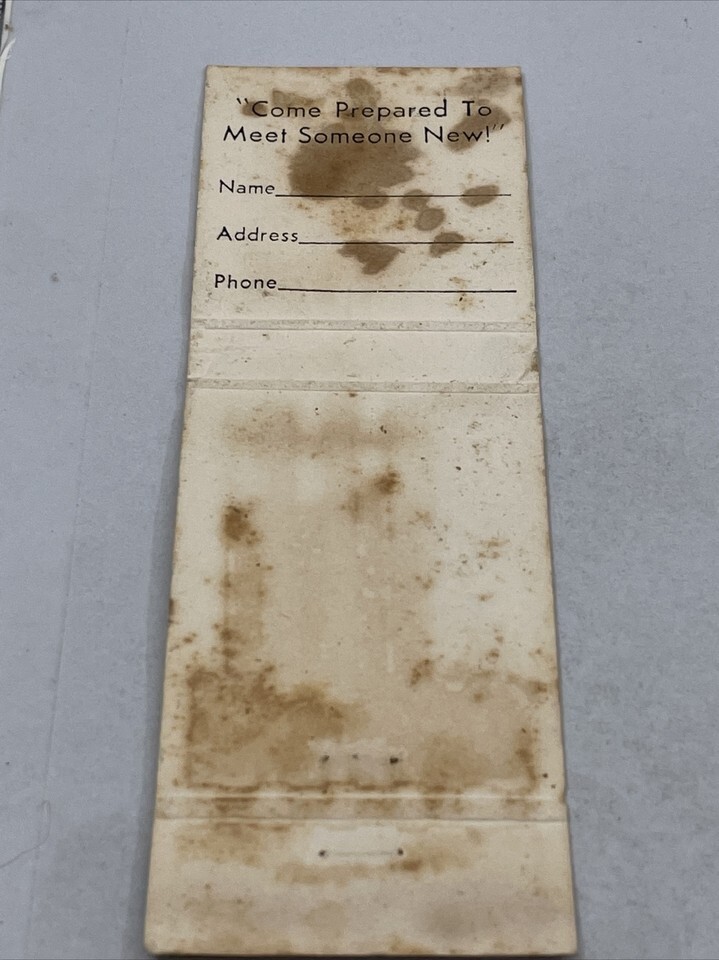 "Come Prepared To
Meet Someone New!"
Name
Address
Phone